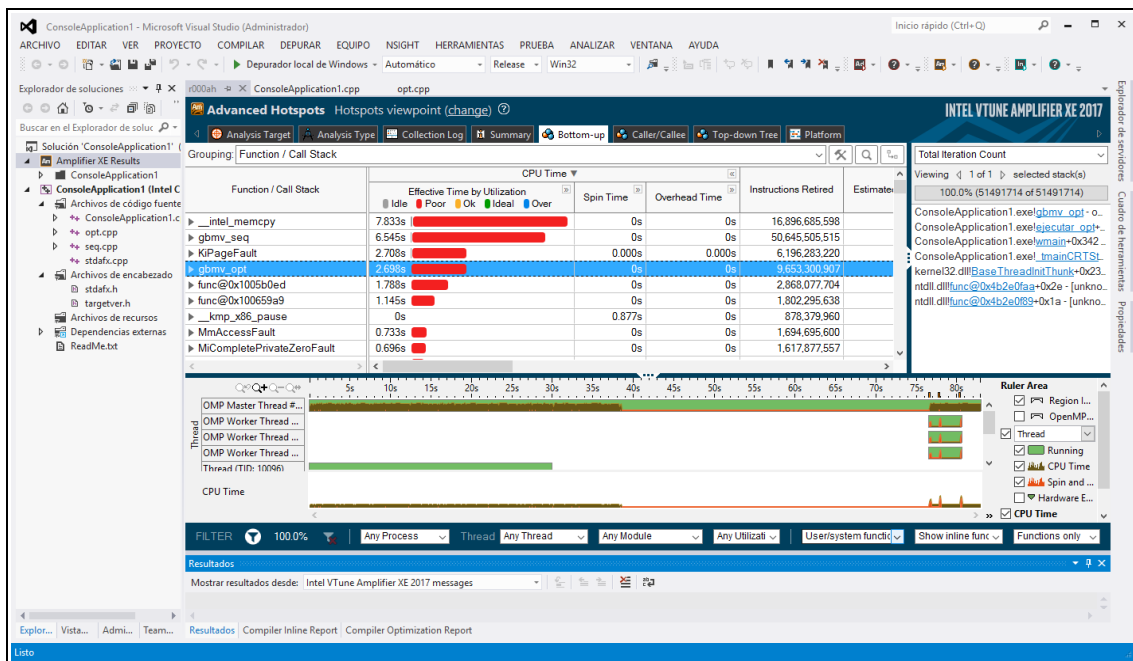 ConsoleApplication1 - Microsoft Visual Studio (Administrador)
Inicio rápido (Ctrl+Q)
ARCHIVO EDITAR VER PROYECTO COMPILAR DEPURAR EQUIPO NSIGHT HERRAMIENTAS PRUEBA ANALIZAR VENTANA AYUDA
Depurador local de Windows Automático Release Win32
Explorador de soluciones
Buscar en el Explorador de soluc
Solución 'ConsoleApplication1' (
Amplifier XE Results
ConsoleApplication1
ConsoleApplication1 (Intel C
Archivos de código fuente
ConsoleApplication1.c
opt.cpp
seq.cpp
stdafx.cpp
Archivos de encabezado
stdafx.h
targetver.h
Archivos de recursos
Dependencias externas
ReadMe.txt
Explor... Vista... Admi... Team...
r000ah ConsoleApplication1.cpp opt.cpp
Advanced Hotspots Hotspots viewpoint (change)
INTEL VTUNE AMPLIFIER XE 2017
Analysis Target Analysis Type Collection Log Summary Bottom-up Caller/Callee Top-down Tree Platform
Grouping: Function / Call Stack
Function / Call Stack
CPU Time
Effective Time by Utilization
Idle Poor Ok Ideal Over
Spin Time Overhead Time Instructions Retired Estimated
__intel_memcpy 7.833s 0s 0s 16,896,685,598
gbmv_seq 6.545s 0s 0s 50,645,505,515
KiPageFault 2.708s 0.000s 0.000s 6,196,283,220
gbmv_opt 2.698s 0s 0s 9,653,300,907
func@0x1005b0ed 1.788s 0s 0s 2,868,077,704
func@0x100659a9 1.145s 0s 0s 1,802,295,638
__kmp_x86_pause 0s 0.877s 0s 878,379,960
MmAccessFault 0.733s 0s 0s 1,694,695,600
MiCompletePrivateZeroFault 0.696s 0s 0s 1,617,877,557
Total Iteration Count
Viewing 1 of 1 selected stack(s)
100.0% (51491714 of 51491714)
ConsoleApplication1.exe!gbmv_opt - o...
ConsoleApplication1.exe!ejecutar_opt+...
ConsoleApplication1.exe!wmain+0x342 ...
ConsoleApplication1.exe!_tmainCRTSt...
kernel32.dll!BaseThreadInitThunk+0x23...
ntdll.dll!func@0x4b2e0faa+0x2e - [unkno...
ntdll.dll!func@0x4b2e0f89+0x1a - [unkno...
5s 10s 15s 20s 25s 30s 35s 40s 45s 50s 55s 60s 65s 70s 75s 80s
Thread
OMP Master Thread #...
OMP Worker Thread ...
OMP Worker Thread ...
OMP Worker Thread ...
Thread (TID: 10096)
CPU Time
Ruler Area
Region I...
OpenMP...
Thread
Running
CPU Time
Spin and ...
Hardware E...
CPU Time
FILTER 100.0% Any Process Thread Any Thread Any Module Any Utilizati User/system functic Show inline func Functions only
Resultados
Mostrar resultados desde: Intel VTune Amplifier XE 2017 messages
Resultados Compiler Inline Report Compiler Optimization Report
Listo
Explorador de servidores
Cuadro de herramientas
Propiedades